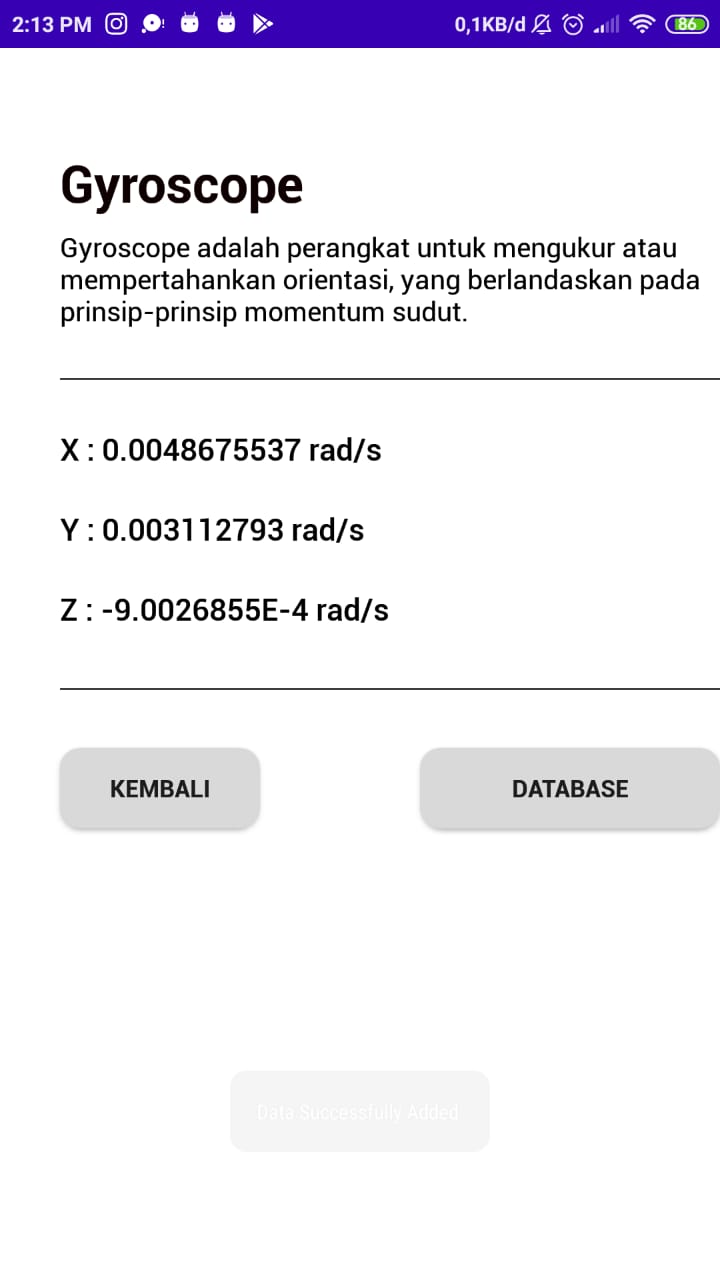 2:13 PM 0,1KB/d 86
Gyroscope
Gyroscope adalah perangkat untuk mengukur atau
mempertahankan orientasi, yang berlandaskan pada
prinsip-prinsip momentum sudut.
X : 0.0048675537 rad/s
Y : 0.003112793 rad/s
Z : -9.0026855E-4 rad/s
KEMBALI DATABASE
Data Successfully Added